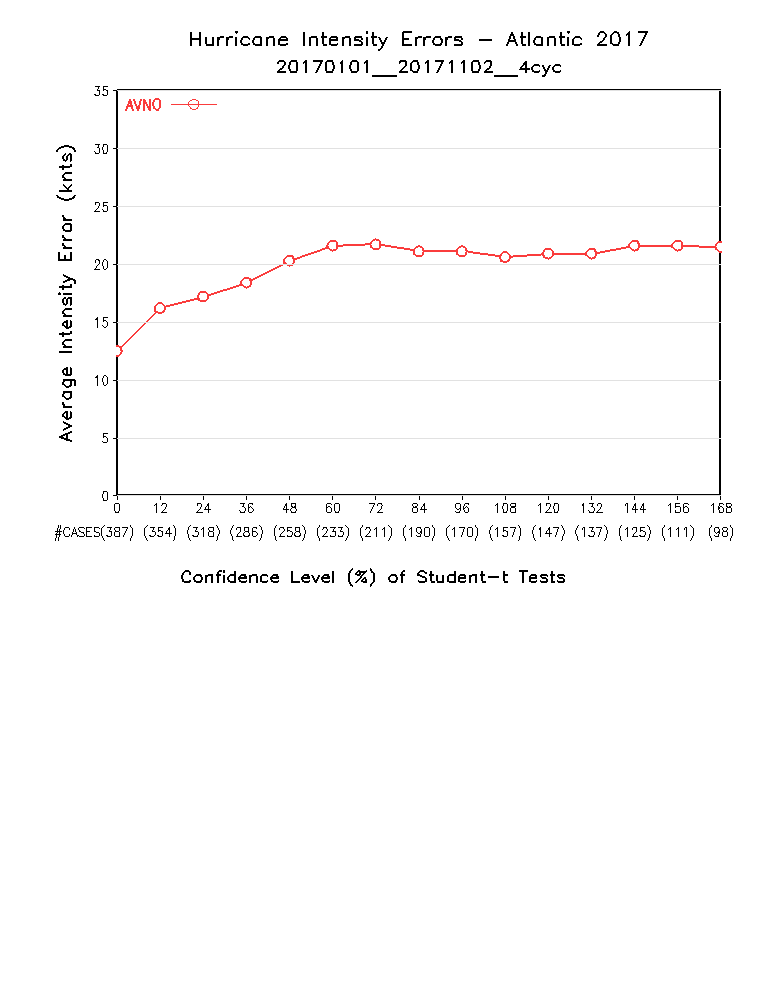 Hurricane Intensity Errors - Atlantic 2017
20170101__20171102__4cyc
AVNO
Average Intensity Error (knts)
35
30
25
20
15
10
5
0
0 12 24 36 48 60 72 84 96 108 120 132 144 156 168
#CASES(387) (354) (318) (286) (258) (233) (211) (190) (170) (157) (147) (137) (125) (111) (98)
Confidence Level (%) of Student-t Tests